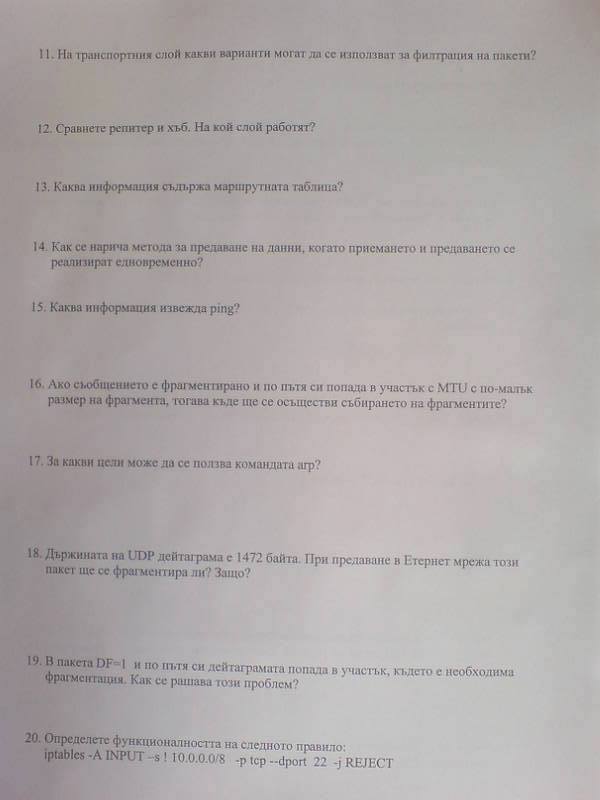 11. На транспортния слой какви варианти могат да се използват за филтрация на пакети?
12. Сравнете репитер и хъб. На кой слой работят?
13. Каква информация съдържа маршрутната таблица?
14. Как се нарича метода за предаване на данни, когато приемането и предаването се
реализират едновременно?
15. Каква информация извежда ping?
16. Ако съобщението е фрагментирано и по пътя си попада в участък с MTU с по-малък
размер на фрагмента, тогава къде ще се осъществи събирането на фрагментите?
17. За какви цели може да се ползва командата arp?
18. Държината на UDP дейтаграма е 1472 байта. При предаване в Етернет мрежа този
пакет ще се фрагментира ли? Защо?
19. В пакета DF=1 и по пътя си дейтаграмата попада в участък, където е необходима
фрагментация. Как се рашава този проблем?
20. Определете функционалността на следното правило:
iptables -A INPUT –s ! 10.0.0.0/8 -p tcp --dport 22 -j REJECT